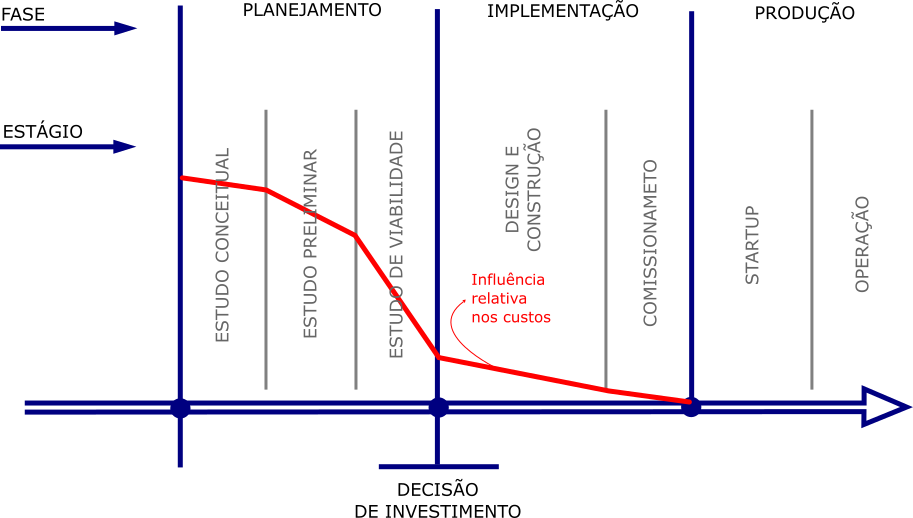 FASE
PLANEJAMENTO
IMPLEMENTAÇÃO
PRODUÇÃO
ESTÁGIO
ESTUDO CONCEITUAL
ESTUDO PRELIMINAR
ESTUDO DE VIABILIDADE
DESIGN E
CONSTRUÇÃO
COMISSIONAMETO
STARTUP
OPERAÇÃO
Influência
relativa
nos custos
DECISÃO
DE INVESTIMENTO